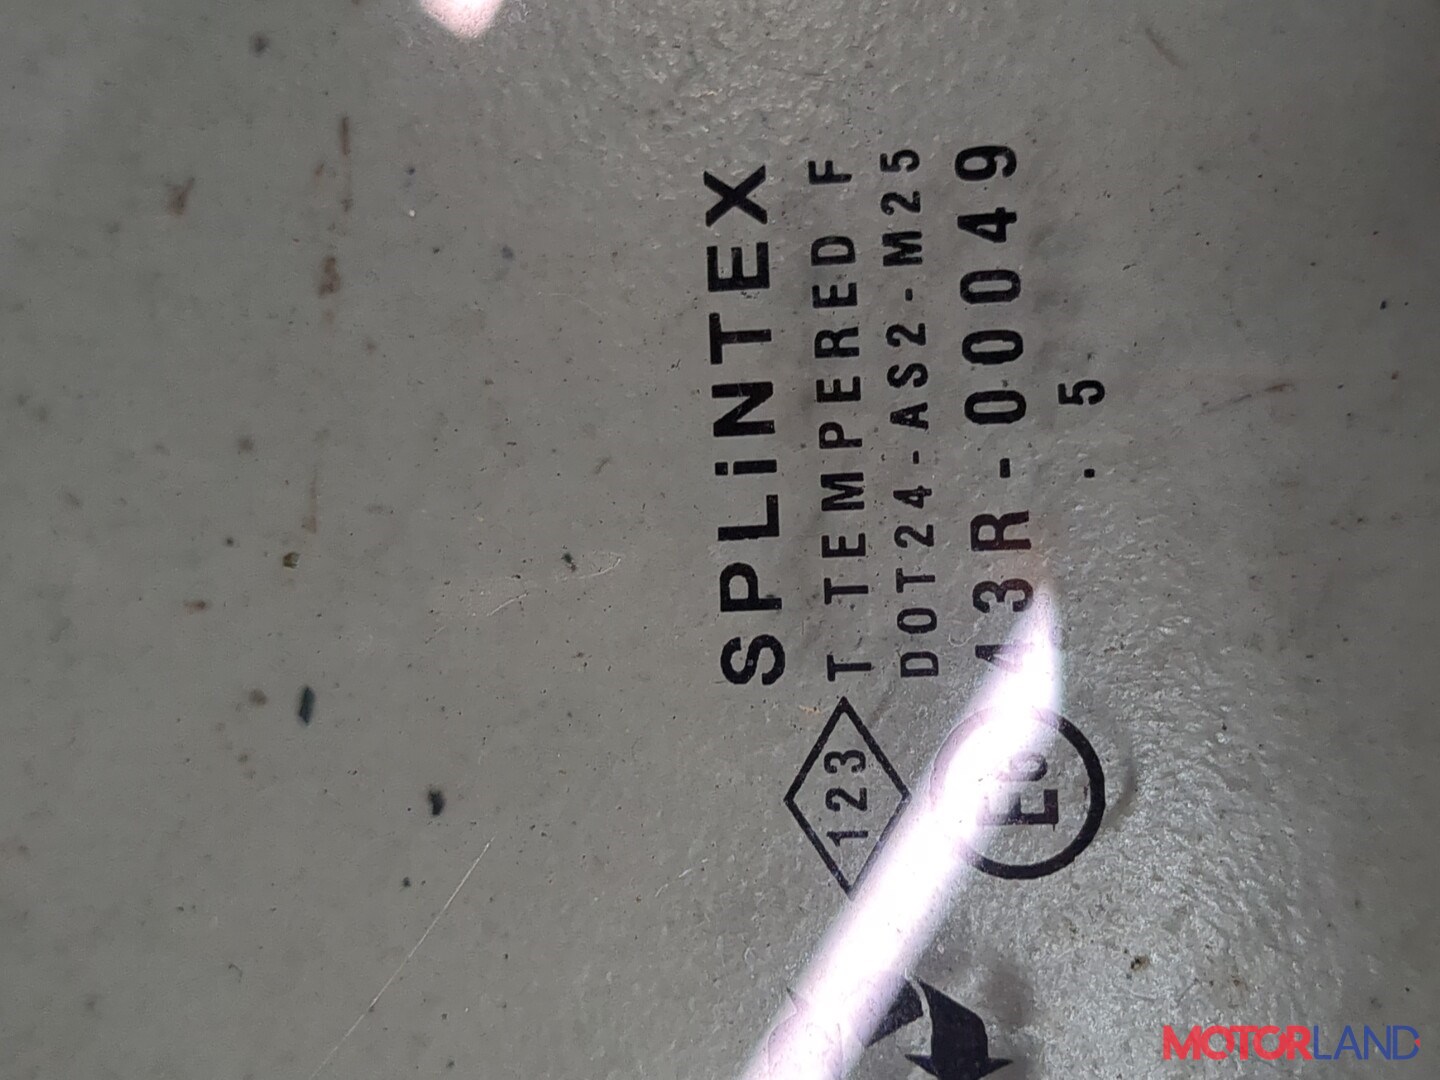 SPLiNTEX
123 T TEMPERED F
DOT24-AS2-M25
E6 43R-00049
. 5
MOTORLAND